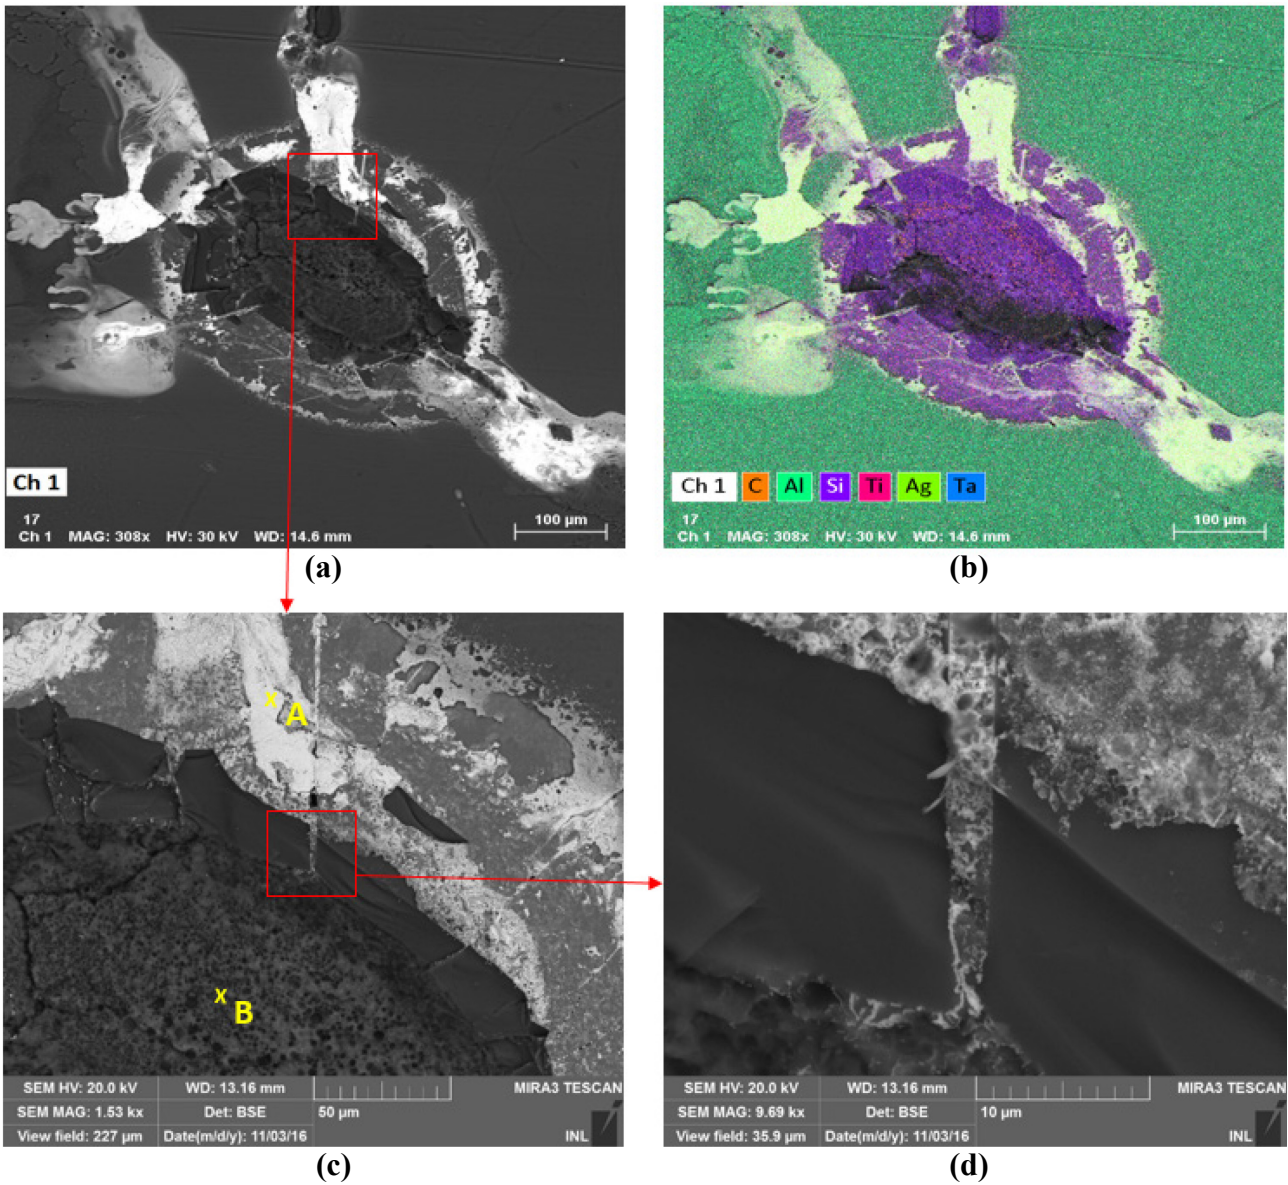 Ch 1
17
Ch 1 MAG: 308x HV: 30 kV WD: 14.6 mm
100 µm
(a)
Ch 1 C Al Si Ti Ag Ta
17
Ch 1 MAG: 308x HV: 30 kV WD: 14.6 mm
100 µm
(b)
x A
x B
SEM HV: 20.0 kV WD: 13.16 mm MIRA3 TESCAN
SEM MAG: 1.53 kx Det: BSE 50 µm
View field: 227 µm Date(m/d/y): 11/03/16 INL
(c)
SEM HV: 20.0 kV WD: 13.16 mm MIRA3 TESCAN
SEM MAG: 9.69 kx Det: BSE 10 µm
View field: 35.9 µm Date(m/d/y): 11/03/16 INL
(d)